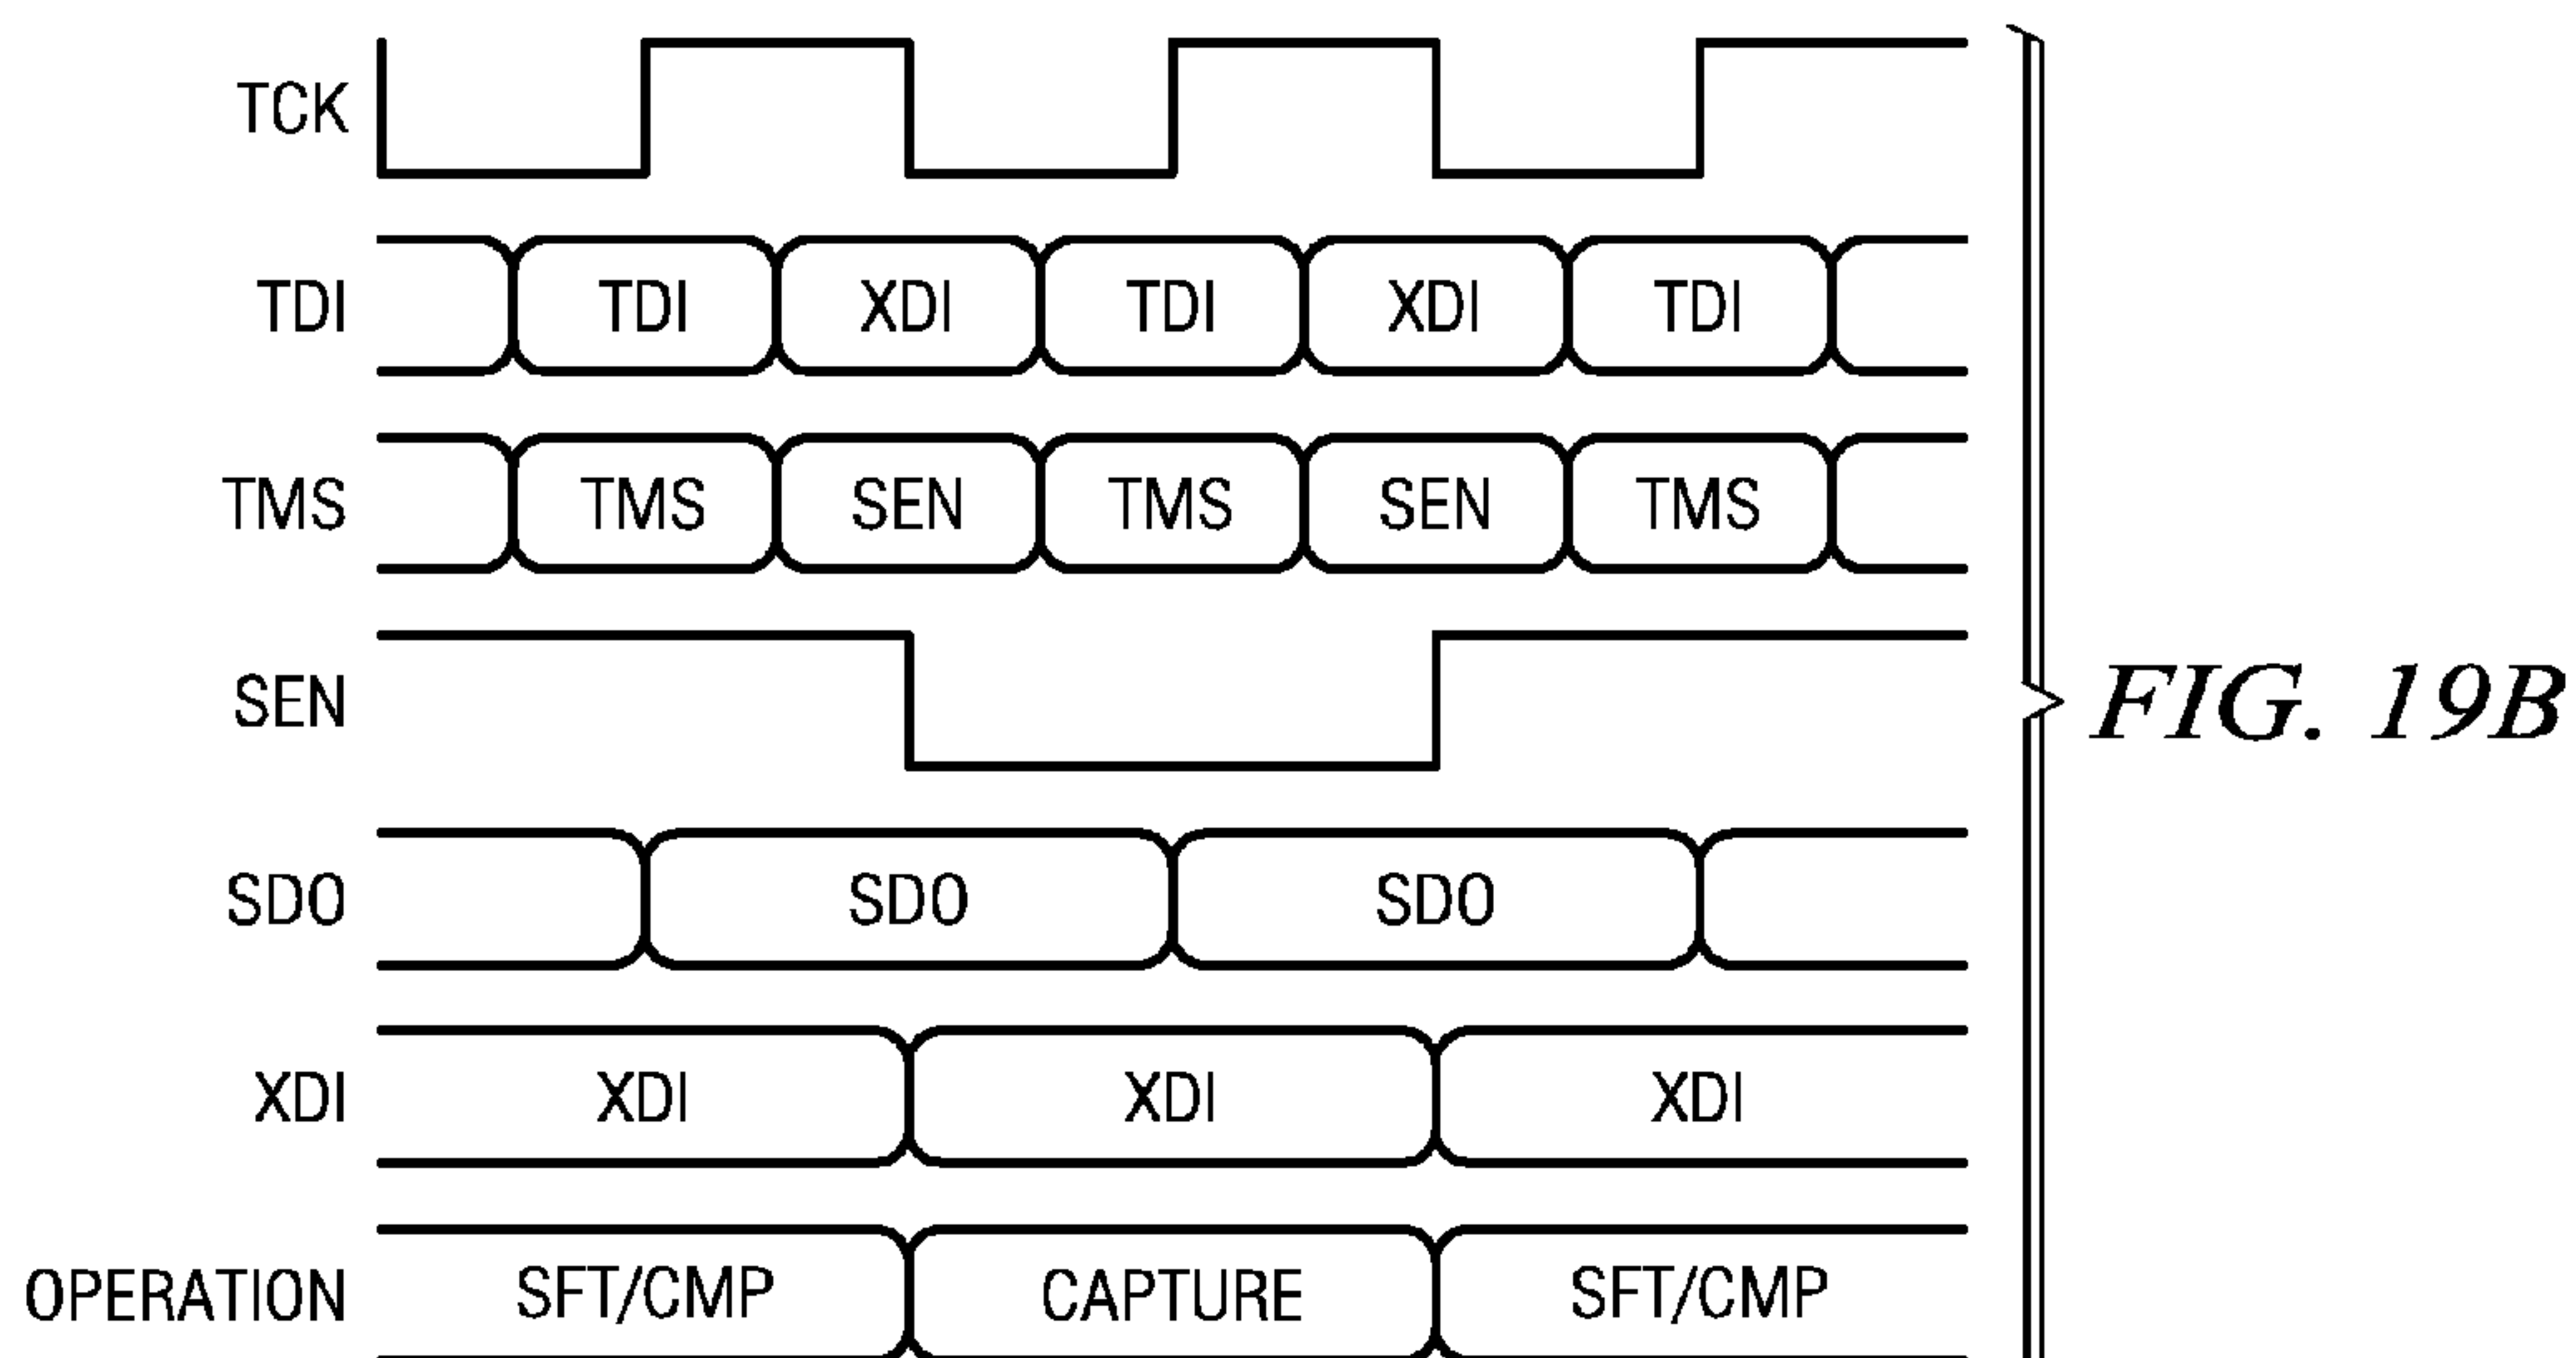 TCK
TDI TDI XDI TDI XDI TDI
TMS TMS SEN TMS SEN TMS
SEN
FIG. 19B
SDO SDO SDO
XDI XDI XDI XDI
OPERATION SFT/CMP CAPTURE SFT/CMP